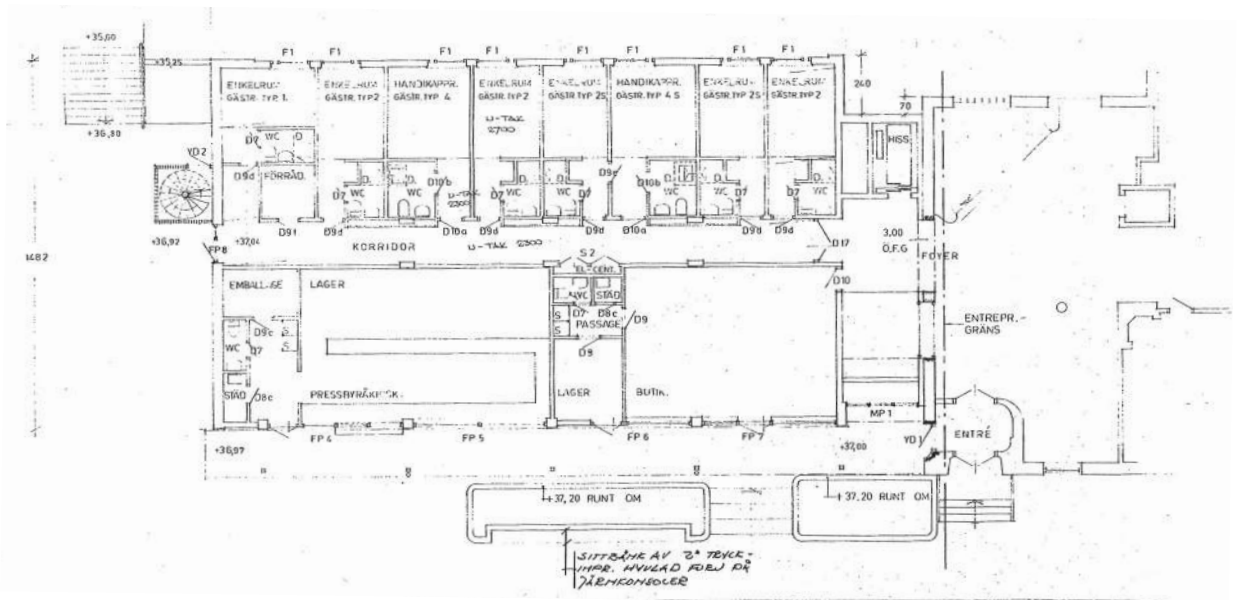 +35,60
F1 F1 F1 F1 F1 F1 F1 F1
+35,25
ENKELRUM
GÄSTR. TYP 1.
ENKELRUM
GÄSTR. TYP 2
HANDIKAPPR.
GÄSTR. TYP 4
ENKELRUM
GÄSTR. TYP 2
ENKELRUM
GÄSTR. TYP 2S
HANDIKAPPR.
GÄSTR. TYP 4 S
ENKELRUM
GÄSTR. TYP 2S
ENKELRUM
GÄSTR. TYP 2
240
70
U-TAK
2700
+36,80
D7 WC D.
HISS
YD2
D9d
FÖRRÅD.
D. D. D. D. D. D.
D10b
D9c
D10b
D7 WC WC WC WC D7 WC D7 D7 WC
U-TAK
2300
D91 D9d D10a D9d D9d D10a D9d D9d
+36,92
FP8
+37,04
KORRIDOR
U-TAK 2300
D17
3,00
Ö.F.G
FOYER
1482
S2
EL-CENT.
D10
EMBALLAGE
LAGER
WC
STÄD
D7 D8c
PASSAGE
D9
D9c
S
S
S
S
WC
D7
D9
ENTREPR.-
GRÄNS
STÄD
D8c
PRESSBYRÅKIOSK.
LAGER
BUTIK.
MP1
FP4
FP5
FP6
FP7
+36,97
+37,00
YD1
ENTRÉ
+37,20 RUNT OM
+37,20 RUNT OM
SITTBÄNK AV 2" TRYCK-
IMPR. HYVLAD FURU PÅ
JÄRNKONSOLER